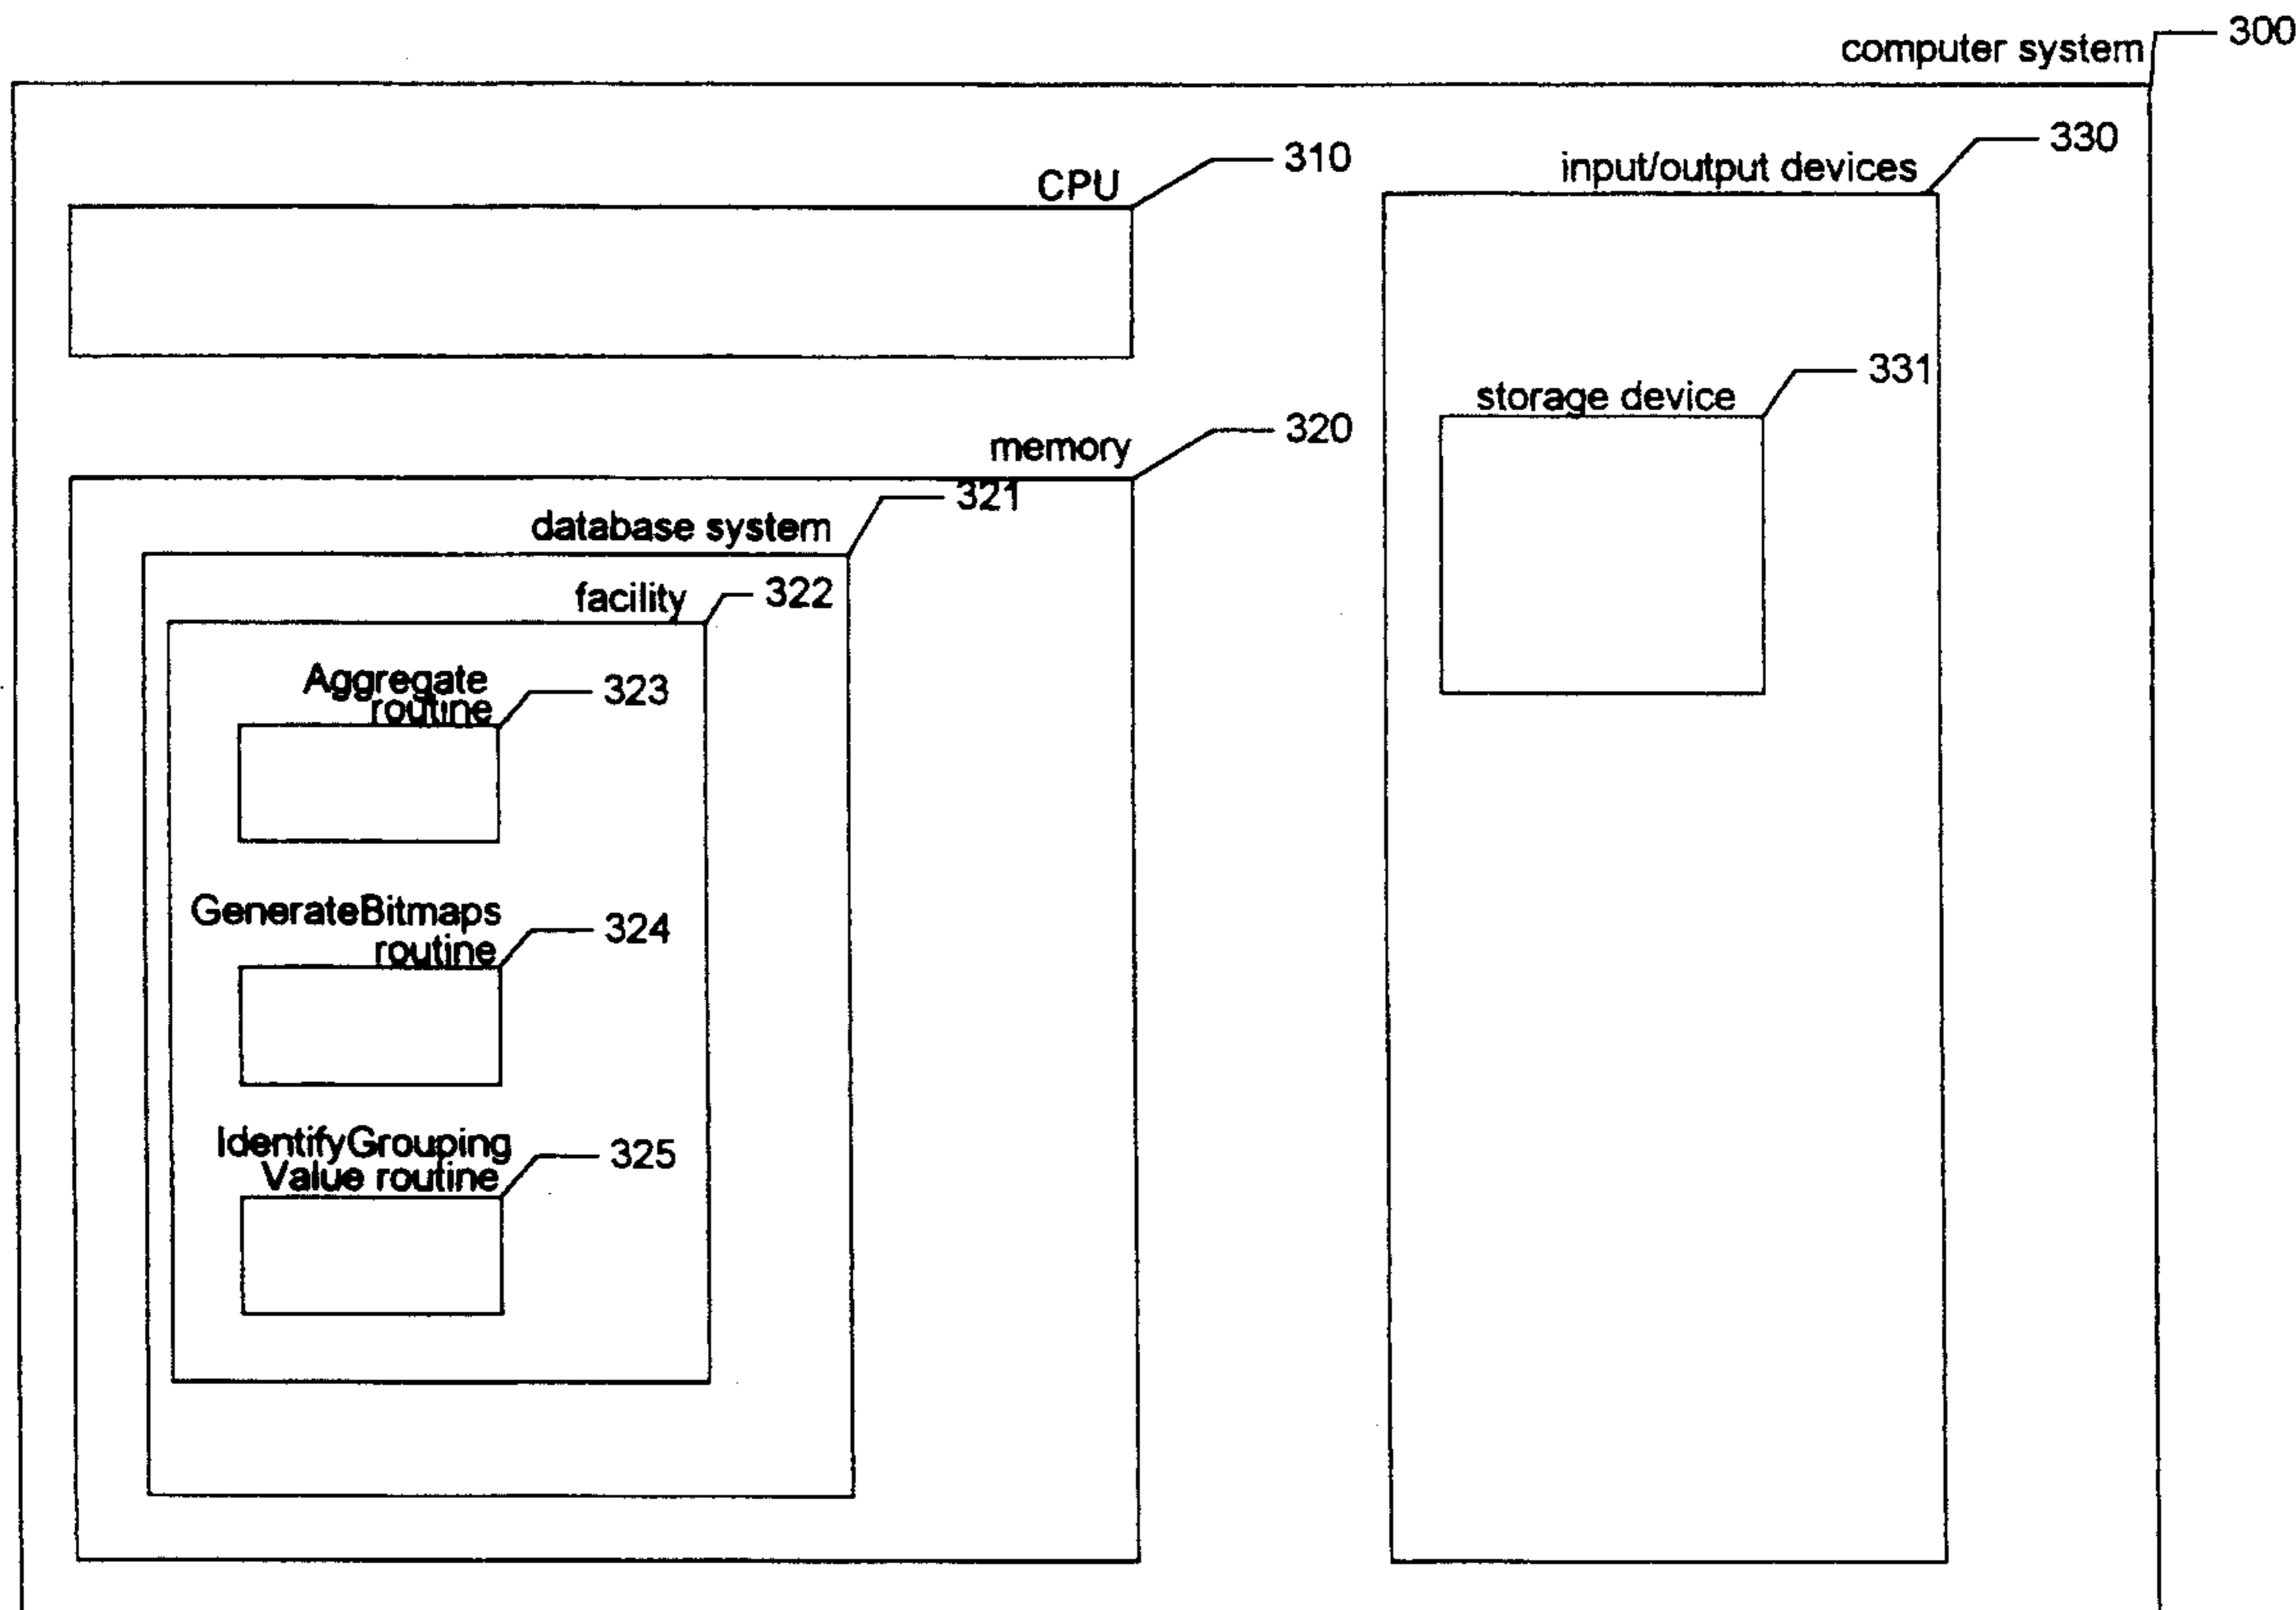 computer system 300
CPU 310
input/output devices 330
storage device 331
memory 320
database system 321
facility 322
Aggregate
routine 323
GenerateBitmaps
routine 324
IdentifyGrouping
Value routine 325